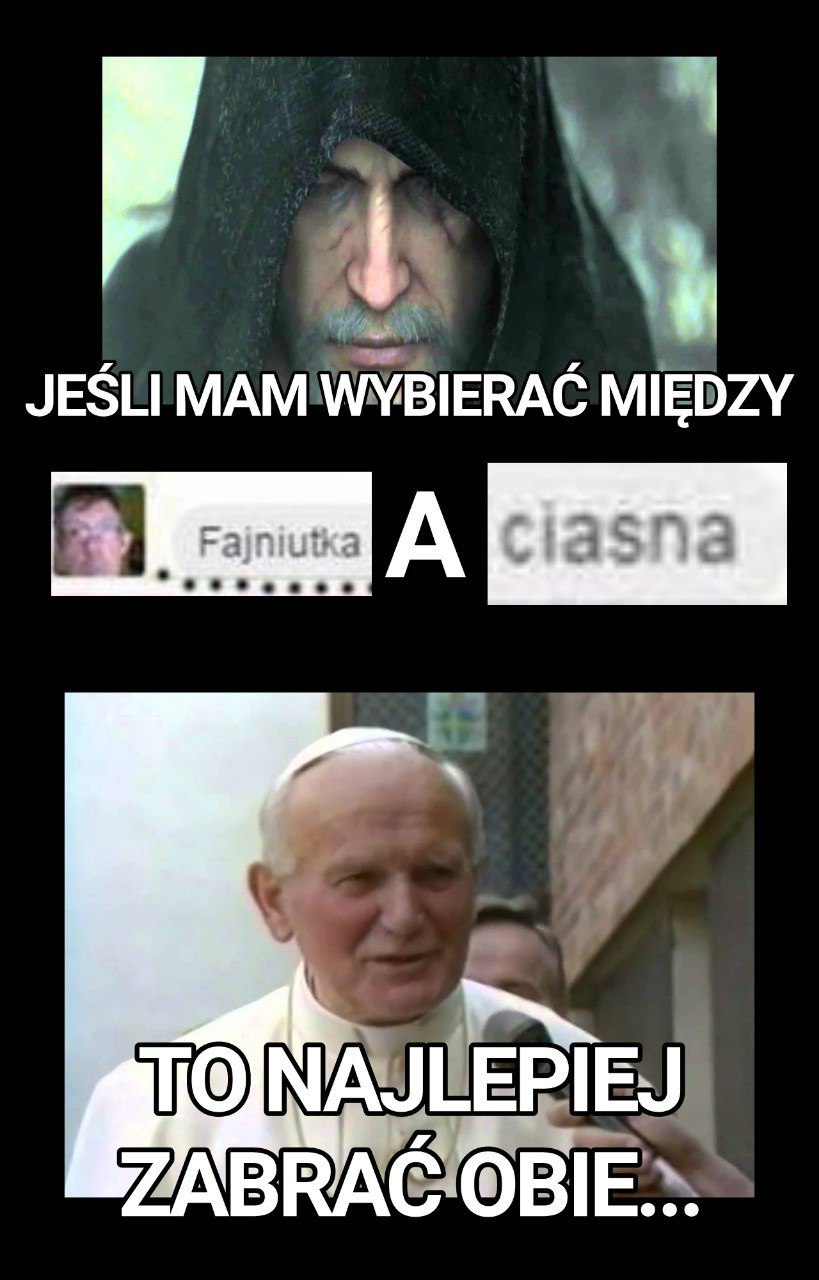 JEŚLI MAM WYBIERAĆ MIĘDZY
Fajniutka A ciasna
TO NAJLEPIEJ
ZABRAĆ OBIE...